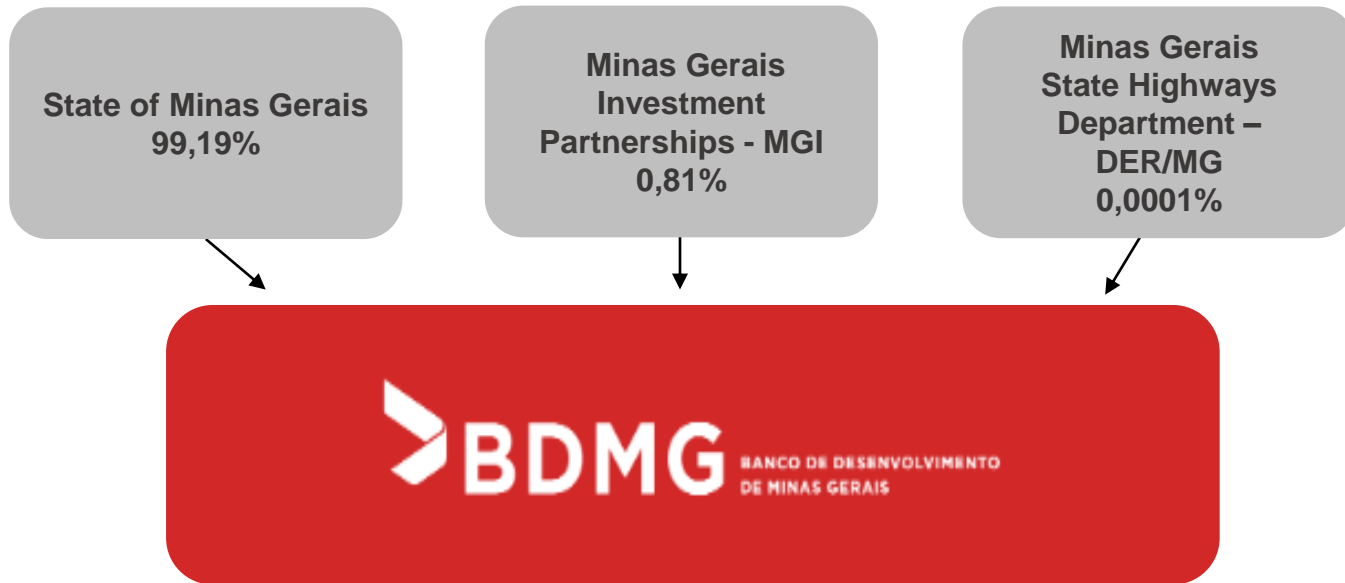 State of Minas Gerais
99,19%
Minas Gerais
Investment
Partnerships - MGI
0,81%
Minas Gerais
State Highways
Department –
DER/MG
0,0001%
BDMG
BANCO DE DESENVOLVIMENTO
DE MINAS GERAIS